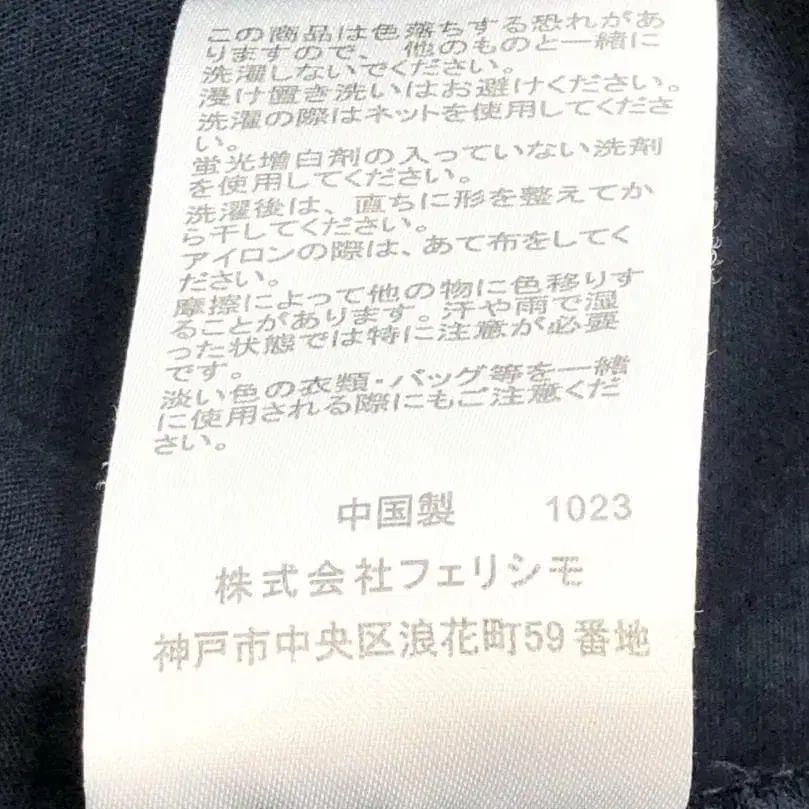 この商品は色落ちする恐れがあ
りますので、他のものと一緒に
洗濯しないでください。
浸け置き洗いはお避けください。
洗濯の際はネットを使用してくださ
い。
蛍光増白剤の入っていない洗剤
を使用してください。
洗濯後は、直ちに形を整えてか
ら干してください。
アイロンの際は、あて布をしてく
ださい。
摩擦によって他の物に色移りす
ることがあります。汗や雨で湿
った状態では特に注意が必要
です。
淡い色の衣類・バッグ等を一緒
に使用される際にもご注意くだ
さい。
中国製 1023
株式会社フェリシモ
神戸市中央区浪花町59番地